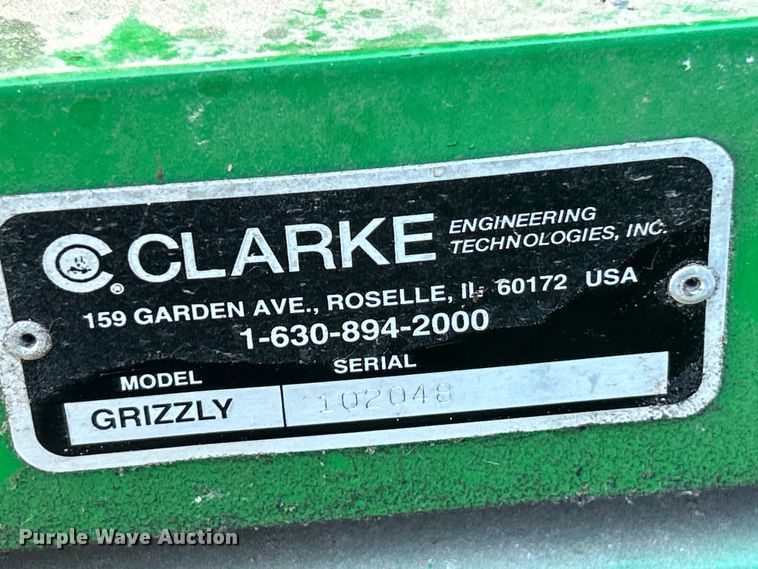 CLARKE ENGINEERING TECHNOLOGIES, INC.
159 GARDEN AVE., ROSELLE, IL 60172 USA
1-630-894-2000
MODEL SERIAL
GRIZZLY 102048
Purple Wave Auction